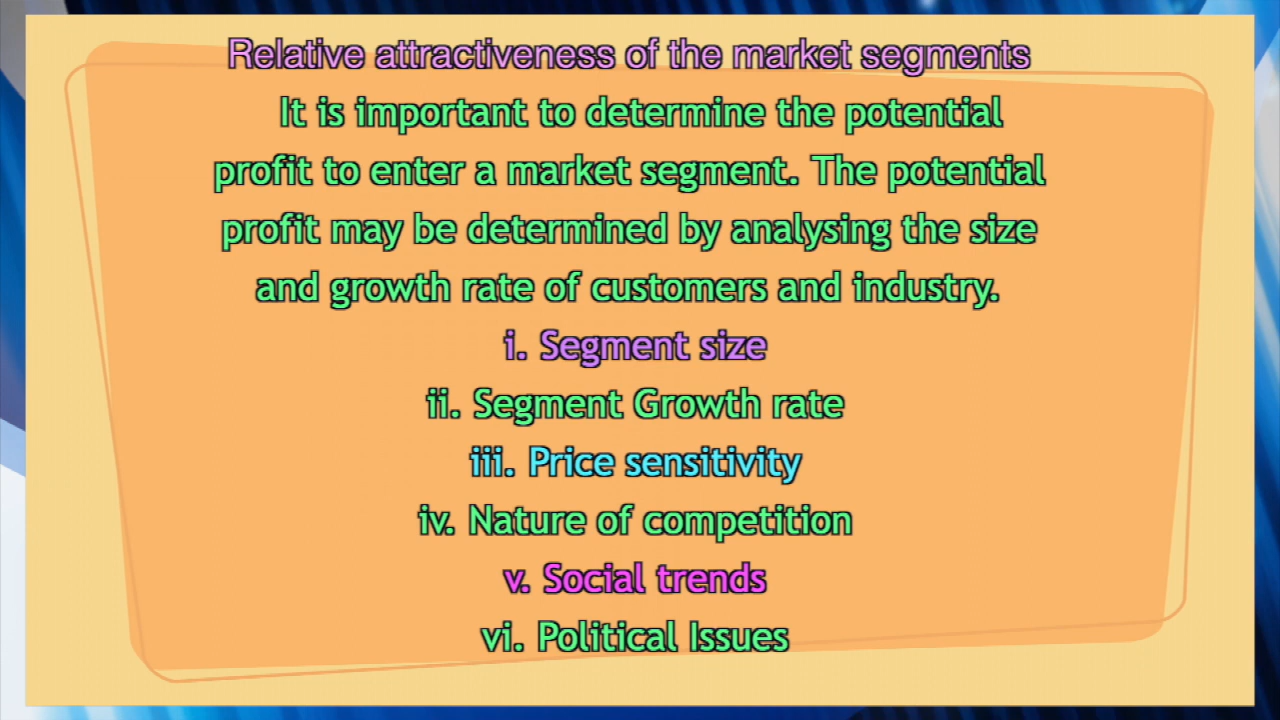 Relative attractiveness of the market segments
It is important to determine the potential
profit to enter a market segment. The potential
profit may be determined by analysing the size
and growth rate of customers and industry.
i. Segment size
ii. Segment Growth rate
iii. Price sensitivity
iv. Nature of competition
v. Social trends
vi. Political Issues